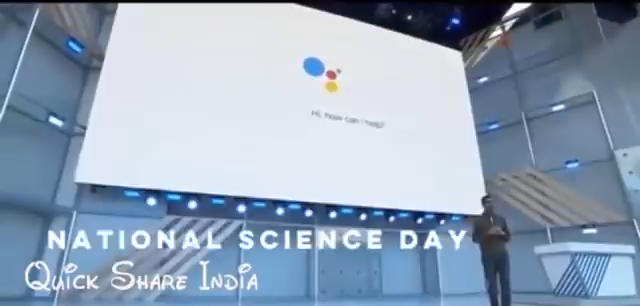 Hi, how can I help?
NATIONAL SCIENCE DAY
Quick Share India